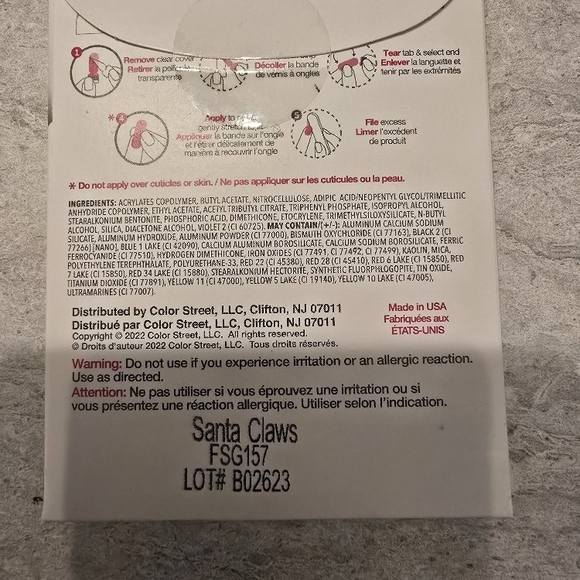 1
Remove clear cover
Retirer la
transparente
Décoller la bande
de vernis à ongles
Tear tab & select end
Enlever la languette et
tenir par les extrémités
* 4
Apply to
gently stretch
Appliquer la bande sur l'ongle
et l'étirer délicatement de
manière à recouvrir l'ongle
5
File excess
Limer l'excédent
de produit
* Do not apply over cuticles or skin. / Ne pas appliquer sur les cuticules ou la peau.
INGREDIENTS: ACRYLATES COPOLYMER, BUTYL ACETATE, NITROCELLULOSE, ADIPIC ACID/NEOPENTYL GLYCOL/TRIMELLITIC
ANHYDRIDE COPOLYMER, ETHYL ACETATE, ACETYL TRIBUTYL CITRATE, TRIPHENYL PHOSPHATE, ISOPROPYL ALCOHOL,
STEARALKONIUM BENTONITE, PHOSPHORIC ACID, DIMETHICONE, ETOCRYLENE, TRIMETHYLSILOXYSILICATE, N-BUTYL
ALCOHOL, SILICA, DIACETONE ALCOHOL, VIOLET 2 (CI 60725). MAY CONTAIN/(+/-): ALUMINUM CALCIUM SODIUM
SILICATE, ALUMINUM HYDROXIDE, ALUMINUM POWDER (CI 77000), BISMUTH OXYCHLORIDE (CI 77163), BLACK 2 (CI
77266)[NANO], BLUE 1 LAKE (CI 42090), CALCIUM ALUMINUM BOROSILICATE, CALCIUM SODIUM BOROSILICATE, FERRIC
FERROCYANIDE (CI 77510), HYDROGEN DIMETHICONE, IRON OXIDES (CI 77491, CI 77492, CI 77499), KAOLIN, MICA,
POLYETHYLENE TEREPHTHALATE, POLYURETHANE-33, RED 22 (CI 45380), RED 28 (CI 45410), RED 6 LAKE (CI 15850), RED
7 LAKE (CI 15850), RED 34 LAKE (CI 15880), STEARALKONIUM HECTORITE, SYNTHETIC FLUORPHLOGOPITE, TIN OXIDE,
TITANIUM DIOXIDE (CI 77891), YELLOW 11 (CI 47000), YELLOW 5 LAKE (CI 19140), YELLOW 10 LAKE (CI 47005),
ULTRAMARINES (CI 77007).
Distributed by Color Street, LLC, Clifton, NJ 07011
Distribué par Color Street, LLC, Clifton, NJ 07011
Copyright © 2022 Color Street, LLC. All rights reserved.
© Droits d'auteur 2022 Color Street, LLC. Tous droits réservés.
Made in USA
Fabriquées aux
ÉTATS-UNIS
Warning: Do not use if you experience irritation or an allergic reaction.
Use as directed.
Attention: Ne pas utiliser si vous éprouvez une irritation ou si
vous présentez une réaction allergique. Utiliser selon l'indication.
Santa Claws
FSG157
LOT# B02623